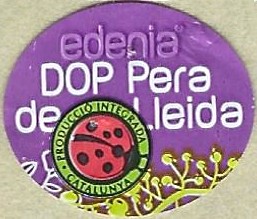 edenia®
DOP Pera
de Lleida
PRODUCCIÓ INTEGRADA
CATALUNYA